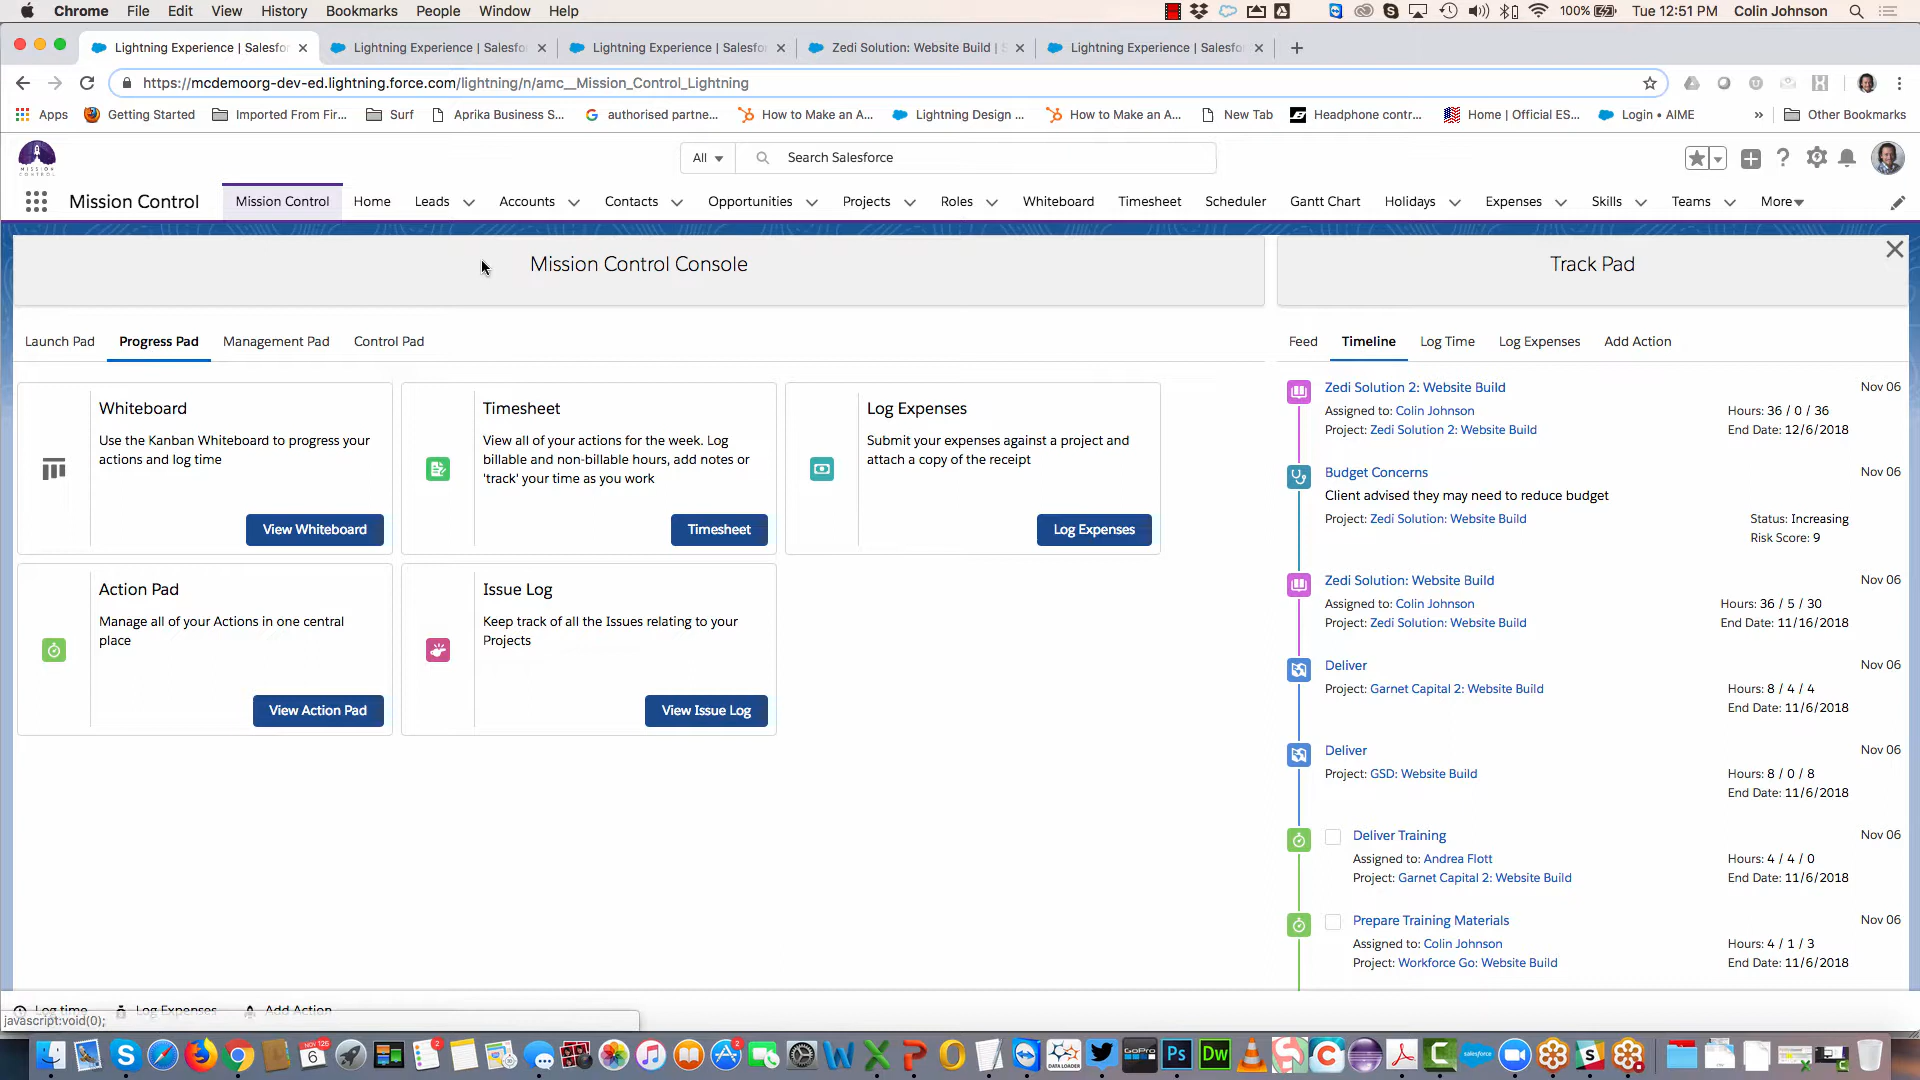 Chrome File Edit View History Bookmarks People Window Help 100% Tue 12:51 PM Colin Johnson
Lightning Experience | Salesfor Lightning Experience | Salesfo Lightning Experience | Salesfo Zedi Solution: Website Build | S Lightning Experience | Salesfo
https://mcdemoorg-dev-ed.lightning.force.com/lightning/n/amc__Mission_Control_Lightning
Apps Getting Started Imported From Fir... Surf Aprika Business S... authorised partne... How to Make an A... Lightning Design ... How to Make an A... New Tab Headphone contr... Home | Official ES... Login • AIME » Other Bookmarks
MISSION CONTROL
All Search Salesforce
Mission Control Mission Control Home Leads Accounts Contacts Opportunities Projects Roles Whiteboard Timesheet Scheduler Gantt Chart Holidays Expenses Skills Teams More
Mission Control Console
Track Pad
Launch Pad Progress Pad Management Pad Control Pad
Whiteboard
Use the Kanban Whiteboard to progress your
actions and log time
View Whiteboard
Timesheet
View all of your actions for the week. Log
billable and non-billable hours, add notes or
'track' your time as you work
Timesheet
Log Expenses
Submit your expenses against a project and
attach a copy of the receipt
Log Expenses
Action Pad
Manage all of your Actions in one central
place
View Action Pad
Issue Log
Keep track of all the Issues relating to your
Projects
View Issue Log
Feed Timeline Log Time Log Expenses Add Action
Zedi Solution 2: Website Build Nov 06
Assigned to: Colin Johnson Hours: 36 / 0 / 36
Project: Zedi Solution 2: Website Build End Date: 12/6/2018
Budget Concerns Nov 06
Client advised they may need to reduce budget
Project: Zedi Solution: Website Build Status: Increasing
Risk Score: 9
Zedi Solution: Website Build Nov 06
Assigned to: Colin Johnson Hours: 36 / 5 / 30
Project: Zedi Solution: Website Build End Date: 11/16/2018
Deliver Nov 06
Project: Garnet Capital 2: Website Build Hours: 8 / 4 / 4
End Date: 11/6/2018
Deliver Nov 06
Project: GSD: Website Build Hours: 8 / 0 / 8
End Date: 11/6/2018
Deliver Training Nov 06
Assigned to: Andrea Flott Hours: 4 / 4 / 0
Project: Garnet Capital 2: Website Build End Date: 11/6/2018
Prepare Training Materials Nov 06
Assigned to: Colin Johnson Hours: 4 / 1 / 3
Project: Workforce Go: Website Build End Date: 11/6/2018
Log time Log Expenses Add Action
javascript:void(0);